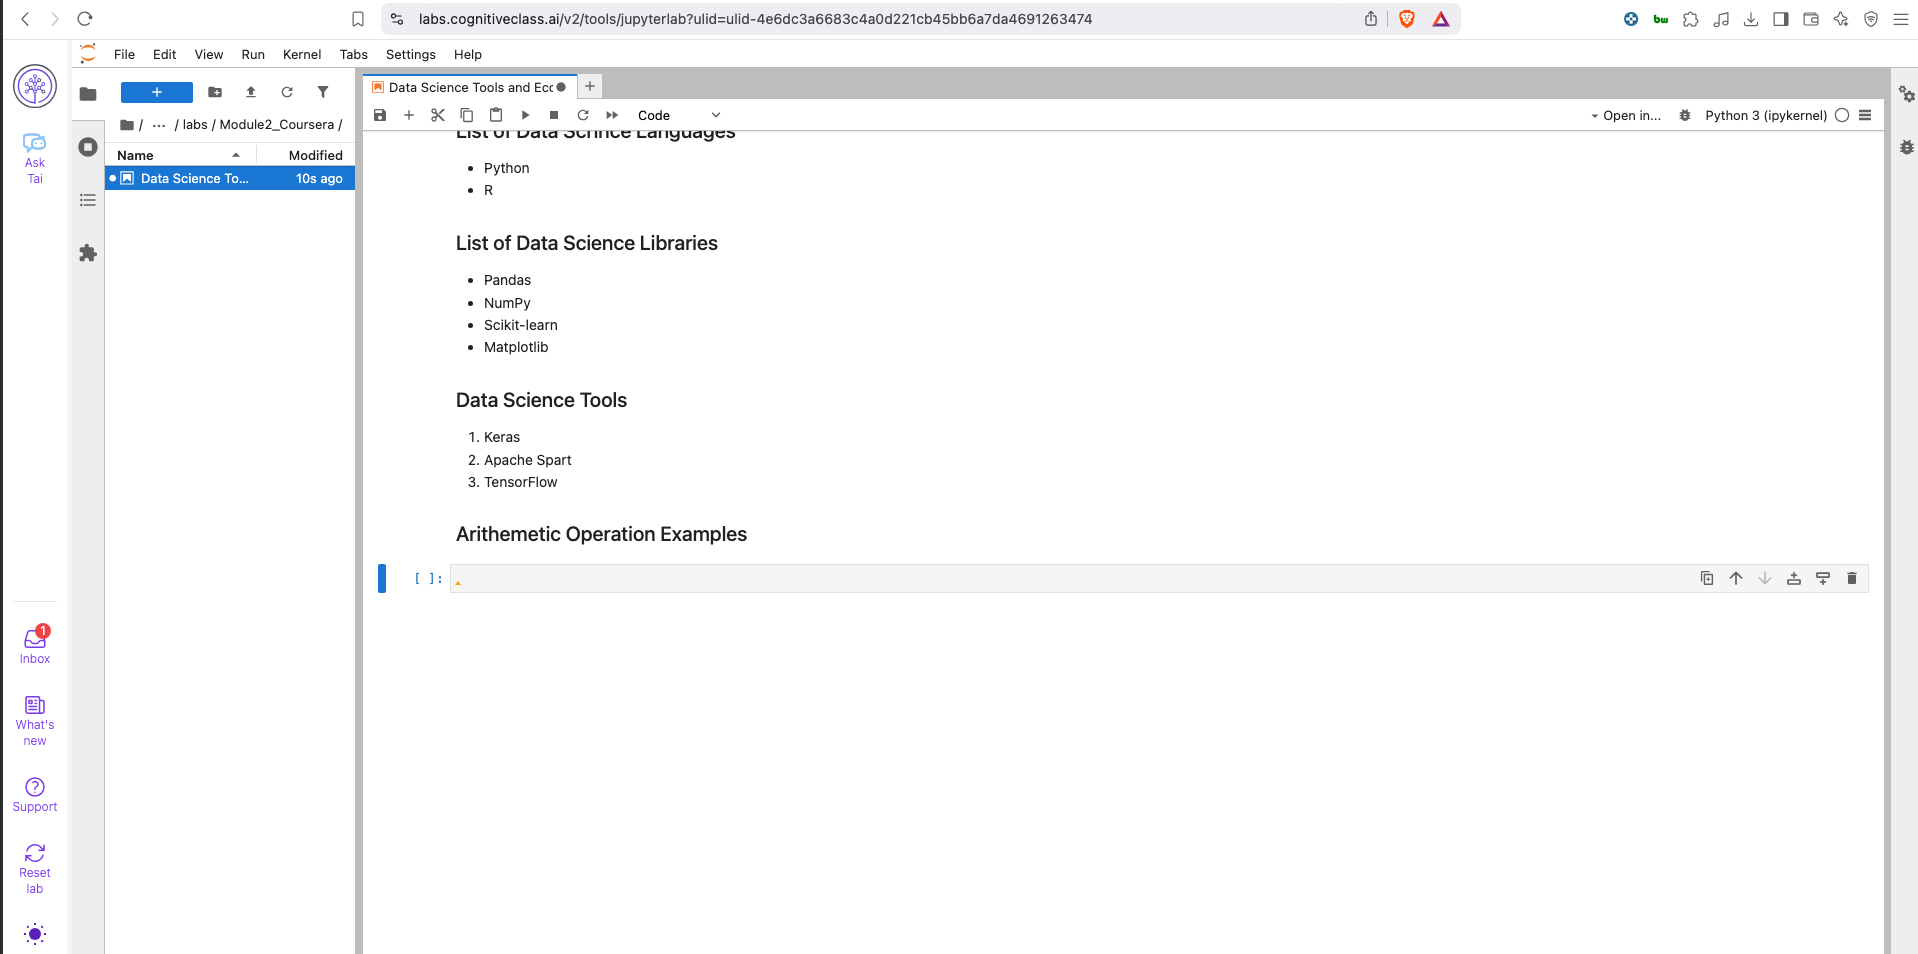 labs.cognitiveclass.ai/v2/tools/jupyterlab?ulid=ulid-4e6dc3a6683c4a0d221cb45bb6a7da4691263474
bw
File Edit View Run Kernel Tabs Settings Help
Ask
Tai
+
/ ... / labs / Module2_Coursera /
Name Modified
Data Science To... 10s ago
Data Science Tools and Ecc
+
Code
Open in...
Python 3 (ipykernel)
List of Data Scrince Languages
• Python
• R
List of Data Science Libraries
• Pandas
• NumPy
• Scikit-learn
• Matplotlib
Data Science Tools
1. Keras
2. Apache Spart
3. TensorFlow
Arithemetic Operation Examples
[ ]:
1
Inbox
What's
new
Support
Reset
lab